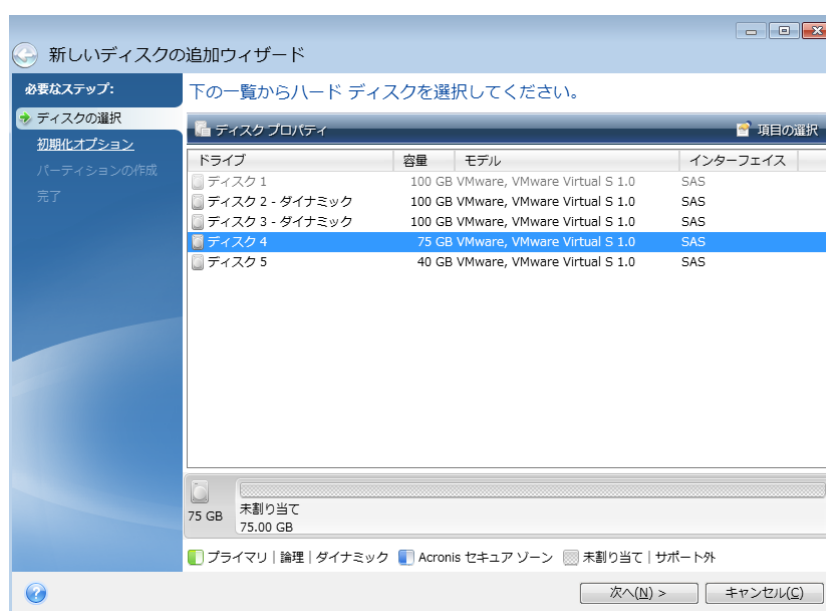 新しいディスクの追加ウィザード
必要なステップ:
ディスクの選択
初期化オプション
パーティションの作成
完了
下の一覧からハード ディスクを選択してください。
ディスク プロパティ 項目の選択
ドライブ 容量 モデル インターフェイス
ディスク 1 100 GB VMware, VMware Virtual S 1.0 SAS
ディスク 2 - ダイナミック 100 GB VMware, VMware Virtual S 1.0 SAS
ディスク 3 - ダイナミック 100 GB VMware, VMware Virtual S 1.0 SAS
ディスク 4 75 GB VMware, VMware Virtual S 1.0 SAS
ディスク 5 40 GB VMware, VMware Virtual S 1.0 SAS
75 GB
未割り当て
75.00 GB
プライマリ | 論理 | ダイナミック Acronis セキュア ゾーン 未割り当て | サポート外
次へ(N) > キャンセル(C)